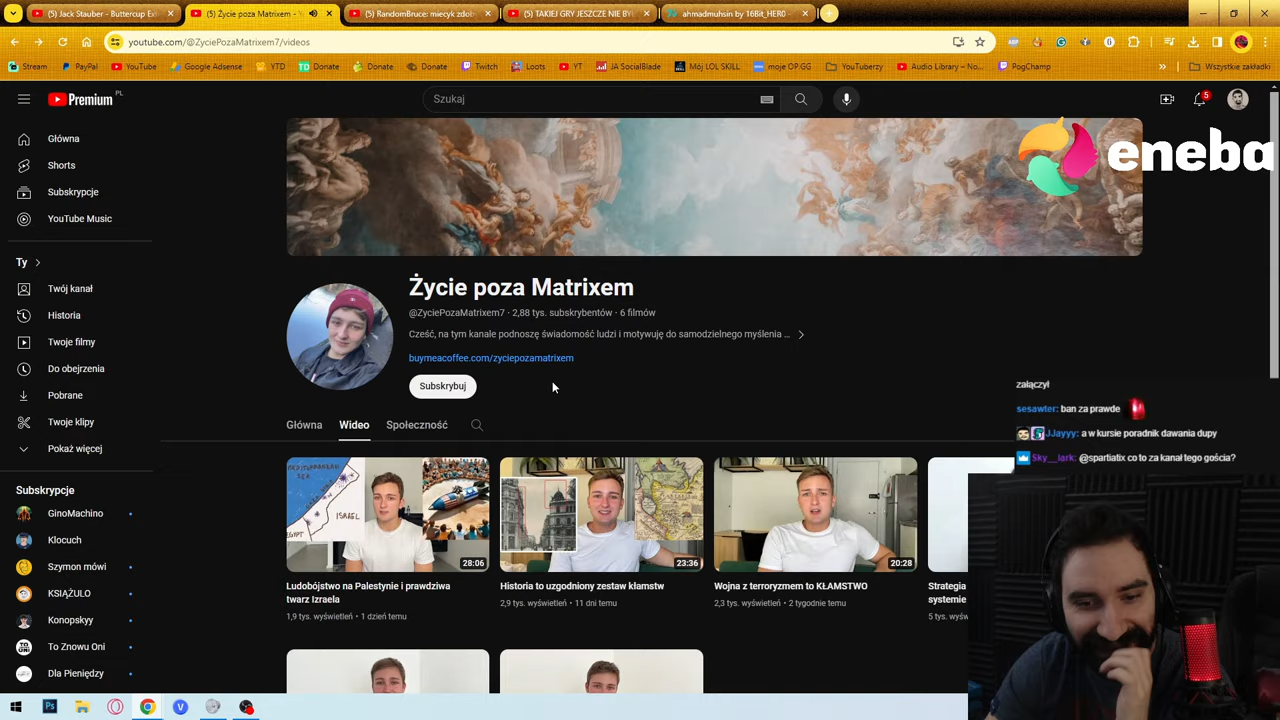 (5) Jack Stauber - Buttercup Ex
(5) Życie poza Matrixem - Y
(5) RandomBruce: miecyk zdob
(5) TAKIEJ GRY JESZCZE NIE BY
ahmadmuhsin by 16Bit_HERO -
youtube.com/@ZyciePozaMatrixem7/videos
Stream
PayPal
YouTube
Google Adsense
YTD
Donate
Donate
Donate
Twitch
Loots
YT
JA SocialBlade
Mój LOL SKILL
moje OP.GG
YouTuberzy
Audio Library – No...
PogChamp
Wszystkie zakładki
Premium PL
Szukaj
5
eneba
Główna
Shorts
Subskrypcje
YouTube Music
Ty
Twój kanał
Historia
Twoje filmy
Do obejrzenia
Pobrane
Twoje klipy
Pokaż więcej
Subskrypcje
GinoMachino
Klocuch
Szymon mówi
KSIĄŻULO
Konopskyy
To Znowu Oni
Dla Pieniędzy
Życie poza Matrixem
@ZyciePozaMatrixem7 · 2,88 tys. subskrybentów · 6 filmów
Cześć, na tym kanale podnoszę świadomość ludzi i motywuję do samodzielnego myślenia ...
buymeacoffee.com/zyciepozamatrixem
Subskrybuj
Główna
Wideo
Społeczność
ISRAEL
28:06
Ludobójstwo na Palestynie i prawdziwa
twarz Izraela
1,9 tys. wyświetleń • 1 dzień temu
23:36
Historia to uzgodniony zestaw kłamstw
2,9 tys. wyświetleń • 11 dni temu
20:28
Wojna z terroryzmem to KŁAMSTWO
2,3 tys. wyświetleń • 2 tygodnie temu
Strategia
systemie
5 tys. wyś
załączył
sesawter: ban za prawde
JJayyy: a w kursie poradnik dawania dupy
Sky__lark: @spartiatix co to za kanał tego gościa?